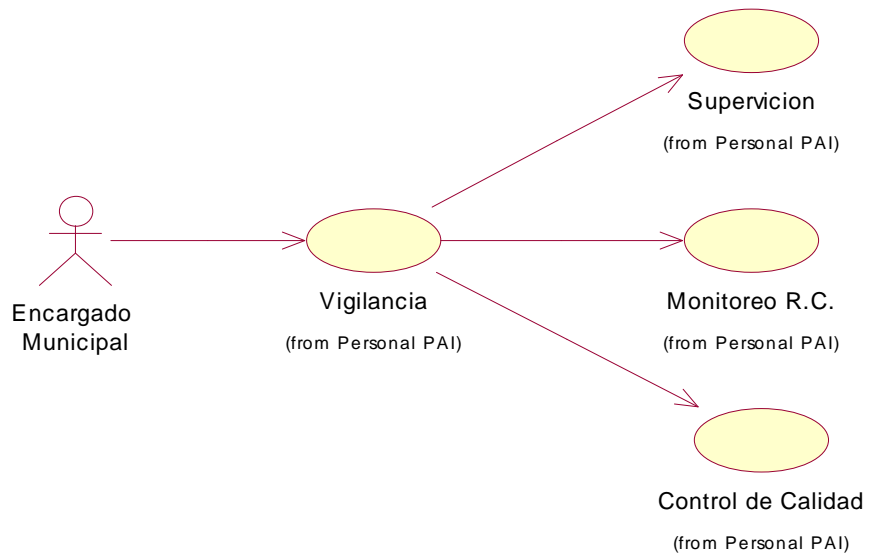 Supervicion
(from Personal PAI)
Encargado
Municipal
Vigilancia
(from Personal PAI)
Monitoreo R.C.
(from Personal PAI)
Control de Calidad
(from Personal PAI)